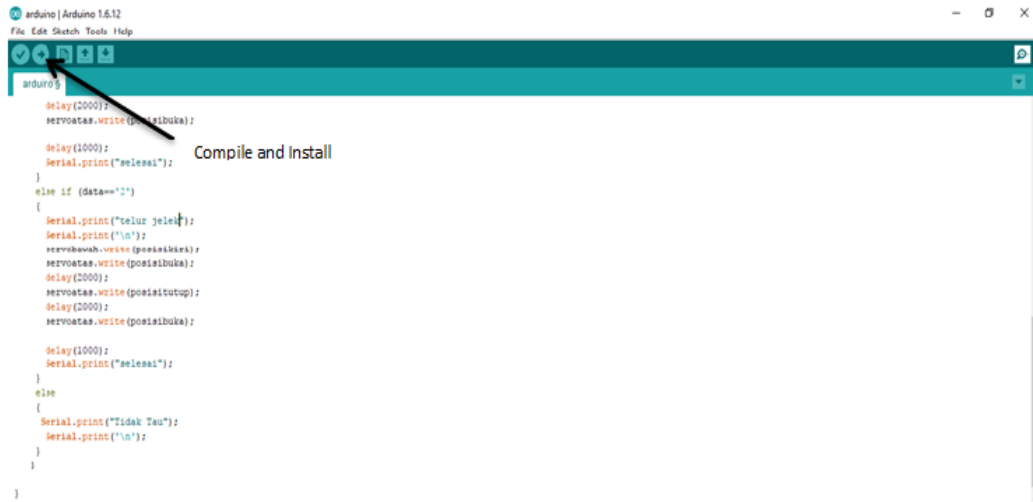 arduino | Arduino 1.6.12
File Edit Sketch Tools Help
arduino §
delay(2000);
servoatas.write(posisibuka);
Compile and Install
delay(1000);
Serial.print("selesai");
}
else if (data=='2')
{
Serial.print("telur jelek");
Serial.print('\n');
servobawah.write(posisikiri);
servoatas.write(posisibuka);
delay(2000);
servoatas.write(posisitutup);
delay(2000);
servoatas.write(posisibuka);
delay(1000);
Serial.print("selesai");
}
else
{
Serial.print("Tidak Tau");
Serial.print('\n');
}
}
}